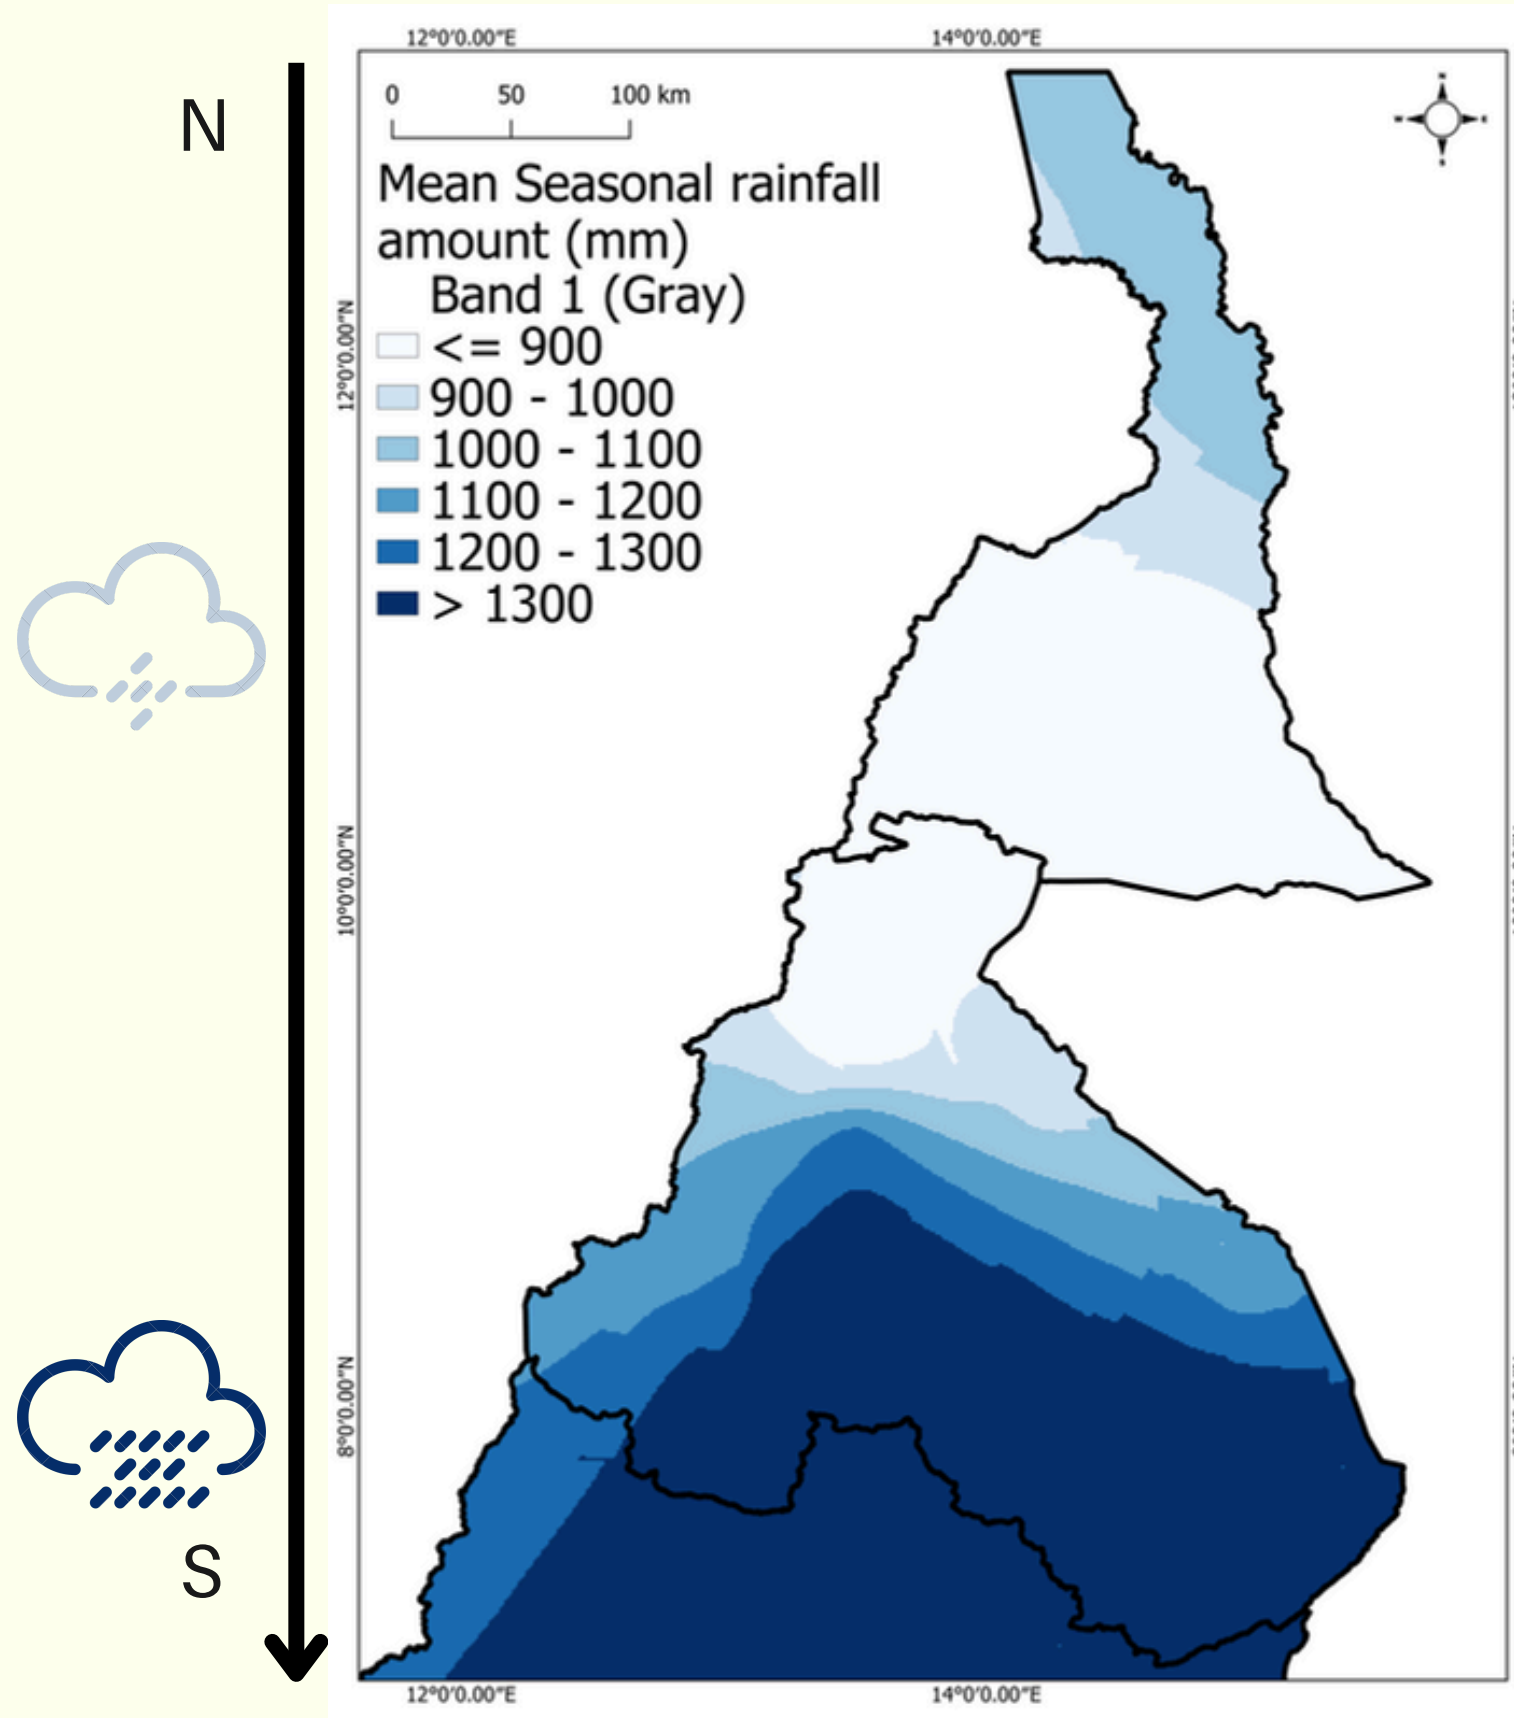 N
12°0'0.00"E
14°0'0.00"E
0 50 100 km
Mean Seasonal rainfall
amount (mm)
Band 1 (Gray)
<= 900
900 - 1000
1000 - 1100
1100 - 1200
1200 - 1300
> 1300
12°0'0.00"N
10°0'0.00"N
8°0'0.00"N
S
12°0'0.00"E
14°0'0.00"E